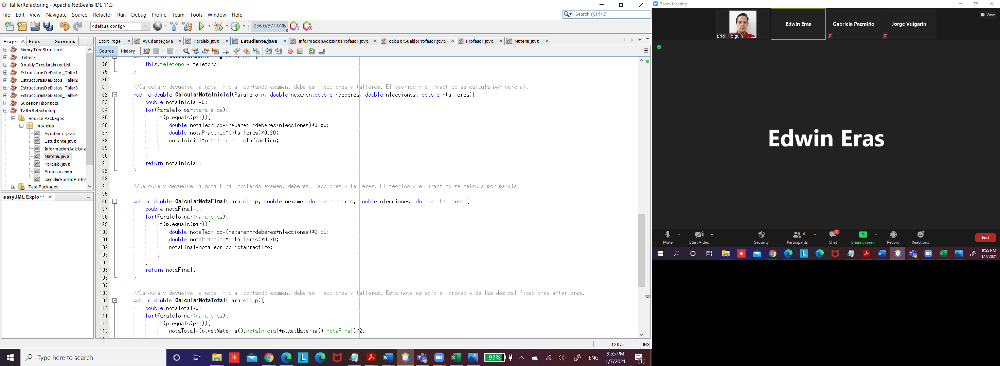 TalllerRefactoring - Apache NetBeans IDE 11.3
File Edit View Navigate Source Refactor Run Debug Profile Team Tools Window Help
Search (Ctrl+I)
<default config>
256.0/877.0MB
Proj... Files Services
BinaryTreeStructure
Deber7
DoublyCircularLinkedList
EstructurasDeDatos_Taller1
EstructurasDeDatos_Taller2
EstructurasDeDatos_Taller3
EstructurasDeDatos_Taller4
SucesionFibonacci
TalllerRefactoring
Source Packages
modelos
Ayudante.java
Estudiante.java
InformacionAdiciona
Materia.java
Paralelo.java
Profesor.java
calcularSueldoProfes
Test Packages
easyUML Explo...
Start Page Ayudante.java Paralelo.java Estudiante.java InformacionAdicionalProfesor.java calcularSueldoProfesor.java Profesor.java Materia.java
Source History
77 public void setTelefono(String telefono) {
78 this.telefono = telefono;
79 }
80
81 //Calcula y devuelve la nota inicial contando examen, deberes, lecciones y talleres. El teorico y el practico se calcula por parcial.
82 public double CalcularNotaInicial(Paralelo p, double nexamen,double ndeberes, double nlecciones, double ntalleres){
83 double notaInicial=0;
84 for(Paralelo par:paralelos){
85 if(p.equals(par)){
86 double notaTeorico=(nexamen+ndeberes+nlecciones)*0.80;
87 double notaPractico=(ntalleres)*0.20;
88 notaInicial=notaTeorico+notaPractico;
89 }
90 }
91 return notaInicial;
92 }
93
94 //Calcula y devuelve la nota final contando examen, deberes, lecciones y talleres. El teorico y el practico se calcula por parcial.
95
96 public double CalcularNotaFinal(Paralelo p, double nexamen,double ndeberes, double nlecciones, double ntalleres){
97 double notaFinal=0;
98 for(Paralelo par:paralelos){
99 if(p.equals(par)){
100 double notaTeorico=(nexamen+ndeberes+nlecciones)*0.80;
101 double notaPractico=(ntalleres)*0.20;
102 notaFinal=notaTeorico+notaPractico;
103 }
104 }
105 return notaFinal;
106 }
107
108 //Calcula y devuelve la nota inicial contando examen, deberes, lecciones y talleres. Esta nota es solo el promedio de las dos calificaciones anteriores.
109 public double CalcularNotaTotal(Paralelo p){
110 double notaTotal=0;
111 for(Paralelo par:paralelos){
112 if(p.equals(par)){
113 notaTotal=(p.getMateria().notaInicial+p.getMateria().notaFinal)/2;
120:5 INS
Type here to search
93%
ENG
9:55 PM
1/7/2021
1
Zoom Meeting
View
Erick Holguin
Edwin Eras
Gabriela Pazmiño
Jorge Vulgarin
Edwin Eras
Mute Start Video Security Participants 4 Chat 2 Share Screen Record Reactions End
9:55 PM
1/7/2021